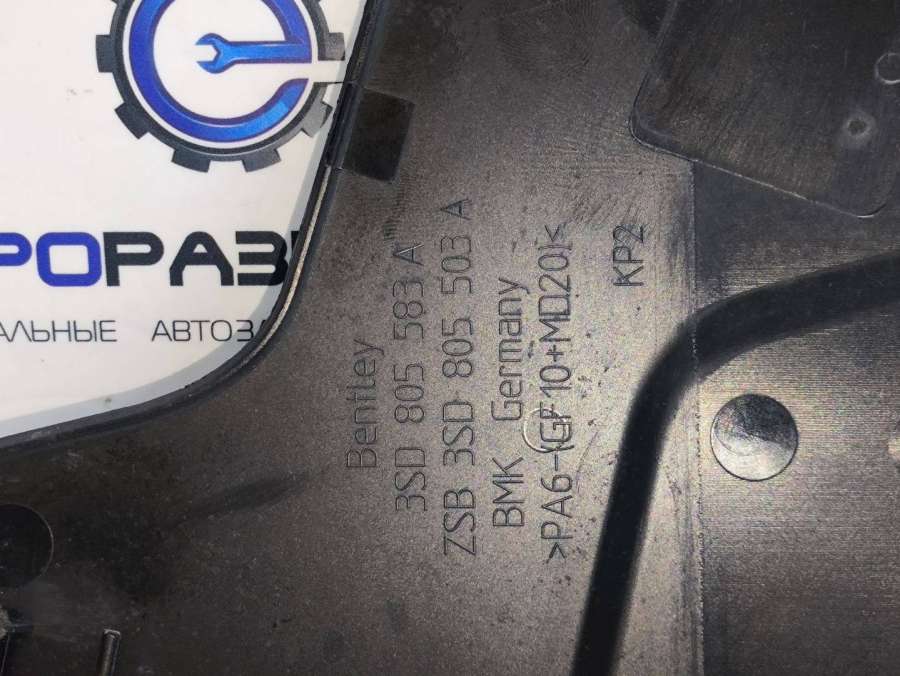 РОРАЗ
АЛЬНЫЕ АВТОЗ
Bentley
3SD 805 583 A
ZSB 3SD 805 503 A
BMK Germany
>PA6-(GF10+MD20)<
KP2